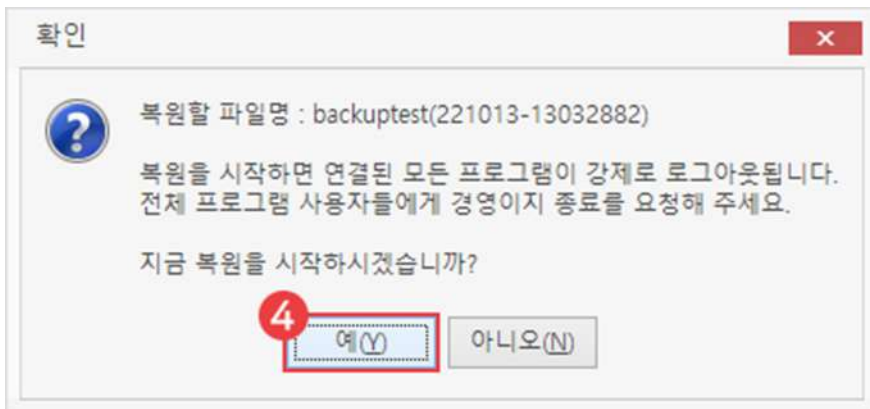 확인
복원할 파일명 : backuptest(221013-13032882)
복원을 시작하면 연결된 모든 프로그램이 강제로 로그아웃됩니다.
전체 프로그램 사용자들에게 경영이지 종료를 요청해 주세요.
지금 복원을 시작하시겠습니까?
4
예(Y) 아니오(N)